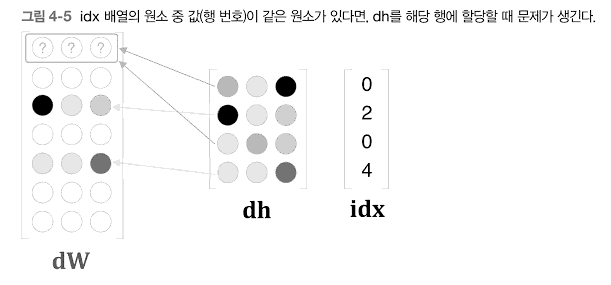 그림 4-5 idx 배열의 원소 중 값(행 번호)이 같은 원소가 있다면, dh를 해당 행에 할당할 때 문제가 생긴다.
? ? ?
0
2
0
4
dh
idx
dW